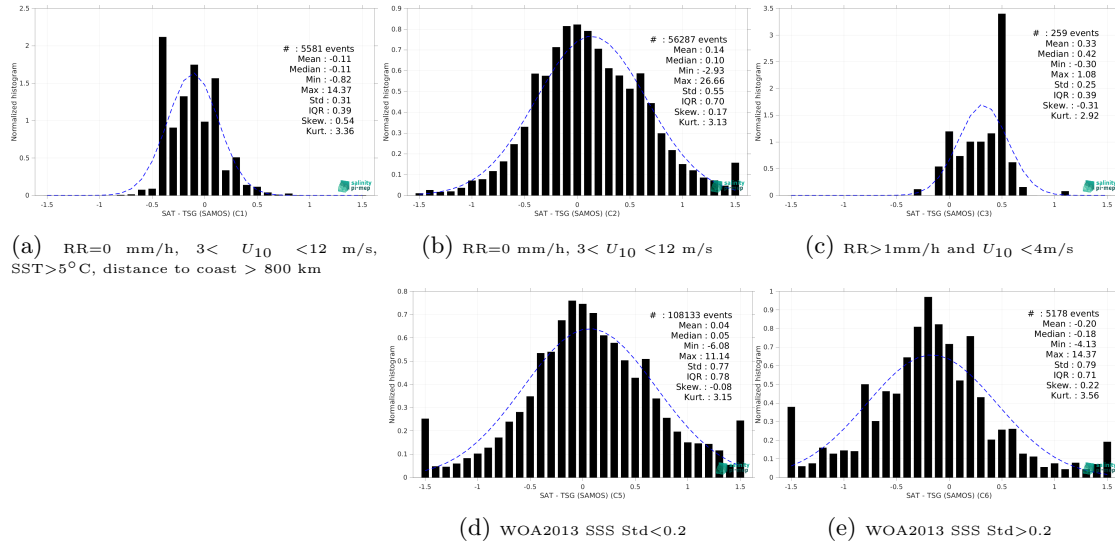 2.5
2
1.5
1
0.5
0
Normalized histogram
# : 5581 events
Mean : -0.11
Median : -0.11
Min : -0.82
Max : 14.37
Std : 0.31
IQR : 0.39
Skew. : 0.54
Kurt. : 3.36
salinity
pi-mep
-1.5 -1 -0.5 0 0.5 1 1.5
SAT - TSG (SAMOS) (C1)
(a) RR=0 mm/h, 3< U10 <12 m/s,
SST>5°C, distance to coast > 800 km
0.9
0.8
0.7
0.6
0.5
0.4
0.3
0.2
0.1
0
Normalized histogram
# : 56287 events
Mean : 0.14
Median : 0.10
Min : -2.93
Max : 26.66
Std : 0.55
IQR : 0.70
Skew. : 0.17
Kurt. : 3.13
salinity
pi-mep
-1.5 -1 -0.5 0 0.5 1 1.5
SAT - TSG (SAMOS) (C2)
(b) RR=0 mm/h, 3< U10 <12 m/s
3.5
3
2.5
2
1.5
1
0.5
0
Normalized histogram
# : 259 events
Mean : 0.33
Median : 0.42
Min : -0.30
Max : 1.08
Std : 0.25
IQR : 0.39
Skew. : -0.31
Kurt. : 2.92
salinity
pi-mep
-1.5 -1 -0.5 0 0.5 1 1.5
SAT - TSG (SAMOS) (C3)
(c) RR>1mm/h and U10 <4m/s
0.8
0.7
0.6
0.5
0.4
0.3
0.2
0.1
0
Normalized histogram
# : 108133 events
Mean : 0.04
Median : 0.05
Min : -6.08
Max : 11.14
Std : 0.77
IQR : 0.78
Skew. : -0.08
Kurt. : 3.15
salinity
pi-mep
-1.5 -1 -0.5 0 0.5 1 1.5
SAT - TSG (SAMOS) (C5)
(d) WOA2013 SSS Std<0.2
1
0.9
0.8
0.7
0.6
0.5
0.4
0.3
0.2
0.1
0
Normalized histogram
# : 5178 events
Mean : -0.20
Median : -0.18
Min : -4.13
Max : 14.37
Std : 0.79
IQR : 0.71
Skew. : 0.22
Kurt. : 3.56
salinity
pi-mep
-1.5 -1 -0.5 0 0.5 1 1.5
SAT - TSG (SAMOS) (C6)
(e) WOA2013 SSS Std>0.2